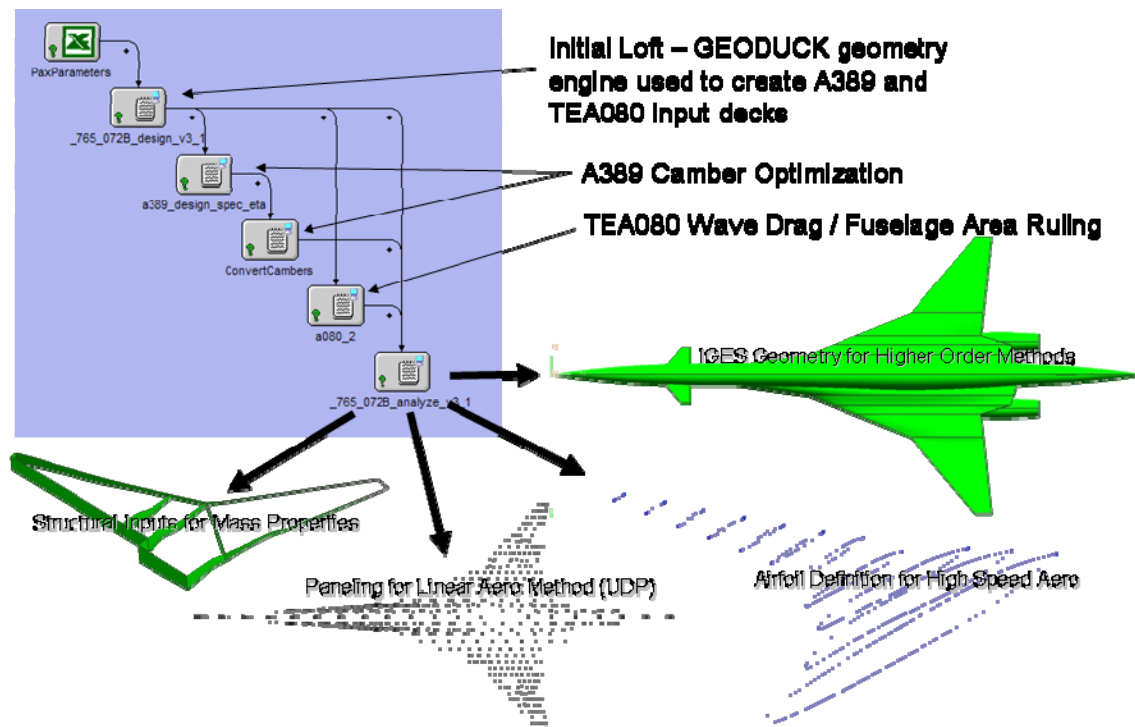 PaxParameters
_765_072B_design_v3_1
a389_design_spec_eta
ConvertCambers
a080_2
_765_072B_analyze_v3_1
Initial Loft – GEODUCK geometry
engine used to create A389 and
TEA080 input decks
A389 Camber Optimization
TEA080 Wave Drag / Fuselage Area Ruling
IGES Geometry for Higher Order Methods
Structural Inputs for Mass Properties
Paneling for Linear Aero Method (UDP)
Airfoil Definition for High Speed Aero